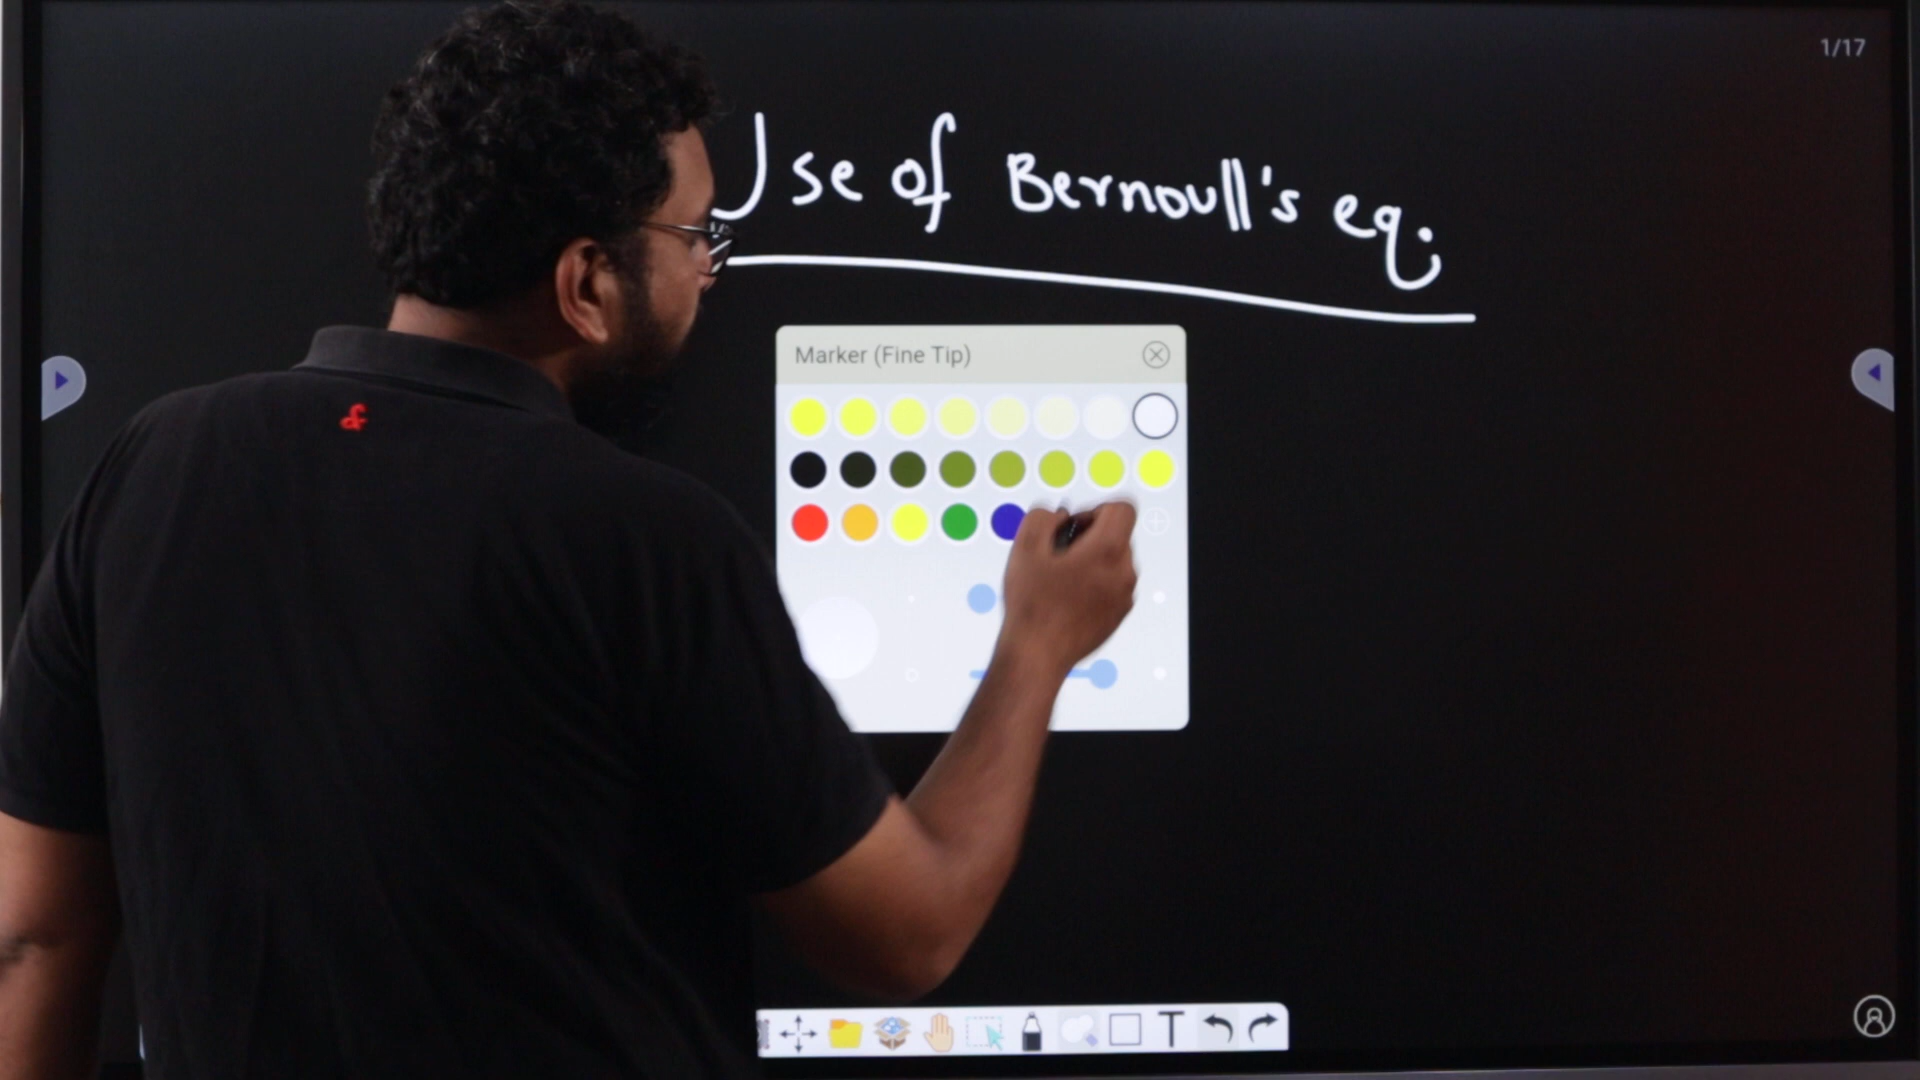 1/17
Use of Bernoull's eq.
Marker (Fine Tip)
T